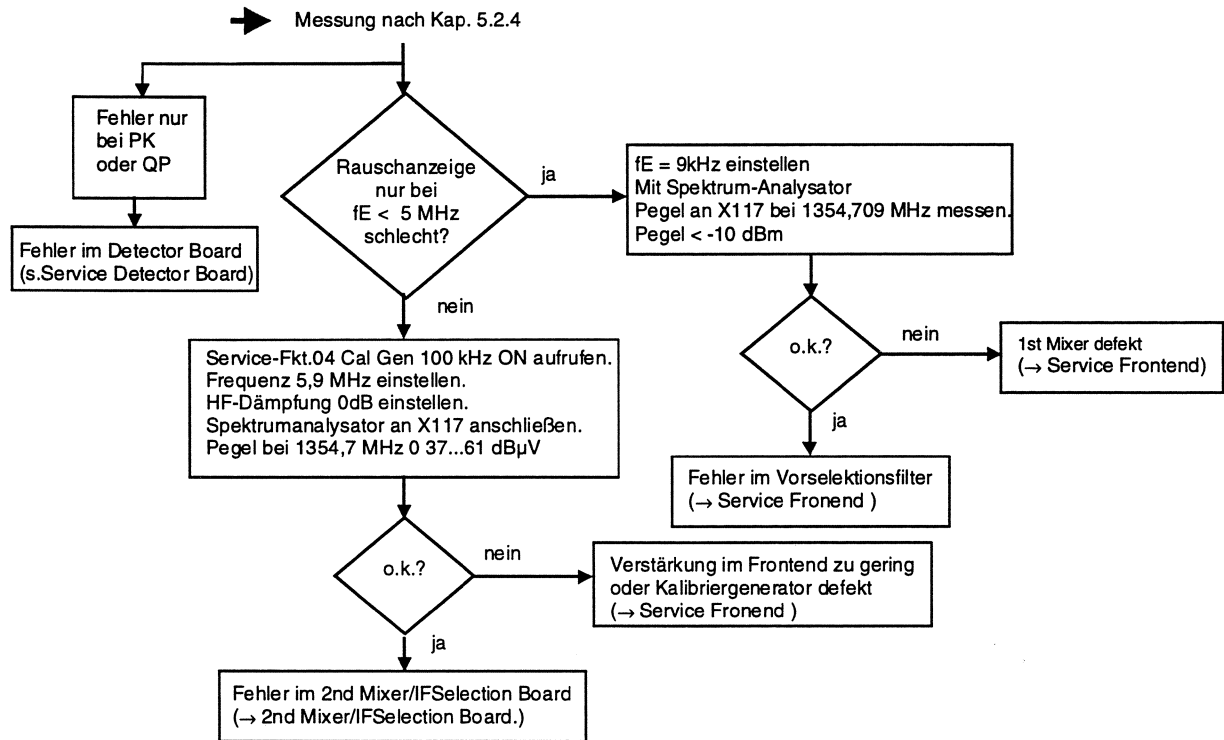 Messung nach Kap. 5.2.4
Fehler nur
bei PK
oder QP
Fehler im Detector Board
(s.Service Detector Board)
Rauschanzeige
nur bei
fE < 5 MHz
schlecht?
ja
fE = 9kHz einstellen
Mit Spektrum-Analysator
Pegel an X117 bei 1354,709 MHz messen.
Pegel < -10 dBm
nein
o.k.?
nein
1st Mixer defekt
(→ Service Frontend)
ja
Fehler im Vorselektionsfilter
(→ Service Fronend )
Service-Fkt.04 Cal Gen 100 kHz ON aufrufen.
Frequenz 5,9 MHz einstellen.
HF-Dämpfung 0dB einstellen.
Spektrumanalysator an X117 anschließen.
Pegel bei 1354,7 MHz 0 37...61 dBµV
o.k.?
nein
Verstärkung im Frontend zu gering
oder Kalibriergenerator defekt
(→ Service Fronend )
ja
Fehler im 2nd Mixer/IFSelection Board
(→ 2nd Mixer/IFSelection Board.)